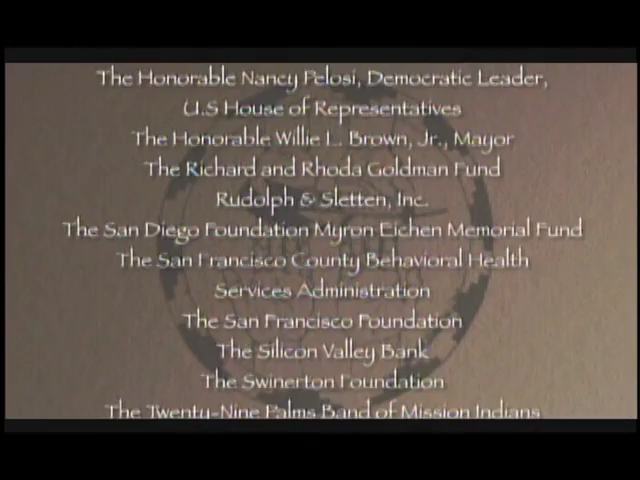 The Honorable Nancy Pelosi, Democratic Leader,
U.S House of Representatives
The Honorable Willie L. Brown, Jr., Mayor
The Richard and Rhoda Goldman Fund
Rudolph & Sletten, Inc.
The San Diego Foundation Myron Eichen Memorial Fund
The San Francisco County Behavioral Health
Services Administration
The San Francisco Foundation
The Silicon Valley Bank
The Swinerton Foundation
The Twenty-Nine Palms Band of Mission Indians